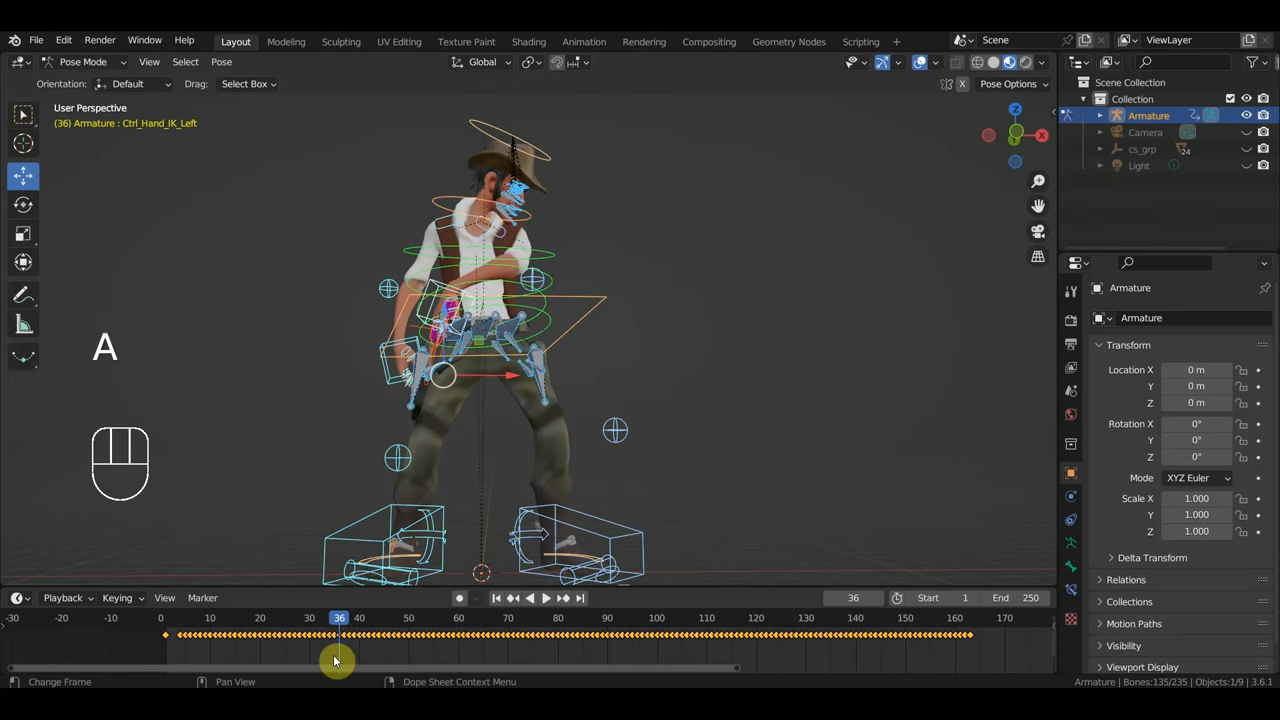 File Edit Render Window Help Layout Modeling Sculpting UV Editing Texture Paint Shading Animation Rendering Compositing Geometry Nodes Scripting + Scene ViewLayer
Pose Mode View Select Pose Global
Orientation: Default Drag: Select Box X Pose Options
User Perspective
(36) Armature : Ctrl_Hand_IK_Left
Z
X
Scene Collection
Collection
Armature
Camera
cs_grp 24
Light
A
Armature
Armature
Transform
Location X 0 m
Y 0 m
Z 0 m
Rotation X 0°
Y 0°
Z 0°
Mode XYZ Euler
Scale X 1.000
Y 1.000
Z 1.000
Delta Transform
Relations
Collections
Motion Paths
Visibility
Viewport Display
Playback Keying View Marker 36 Start 1 End 250
-30 -20 -10 0 10 20 30 36 40 50 60 70 80 90 100 110 120 130 140 150 160 170 180
Change Frame Pan View Dope Sheet Context Menu Armature | Bones:135/235 | Objects:1/9 | 3.6.1